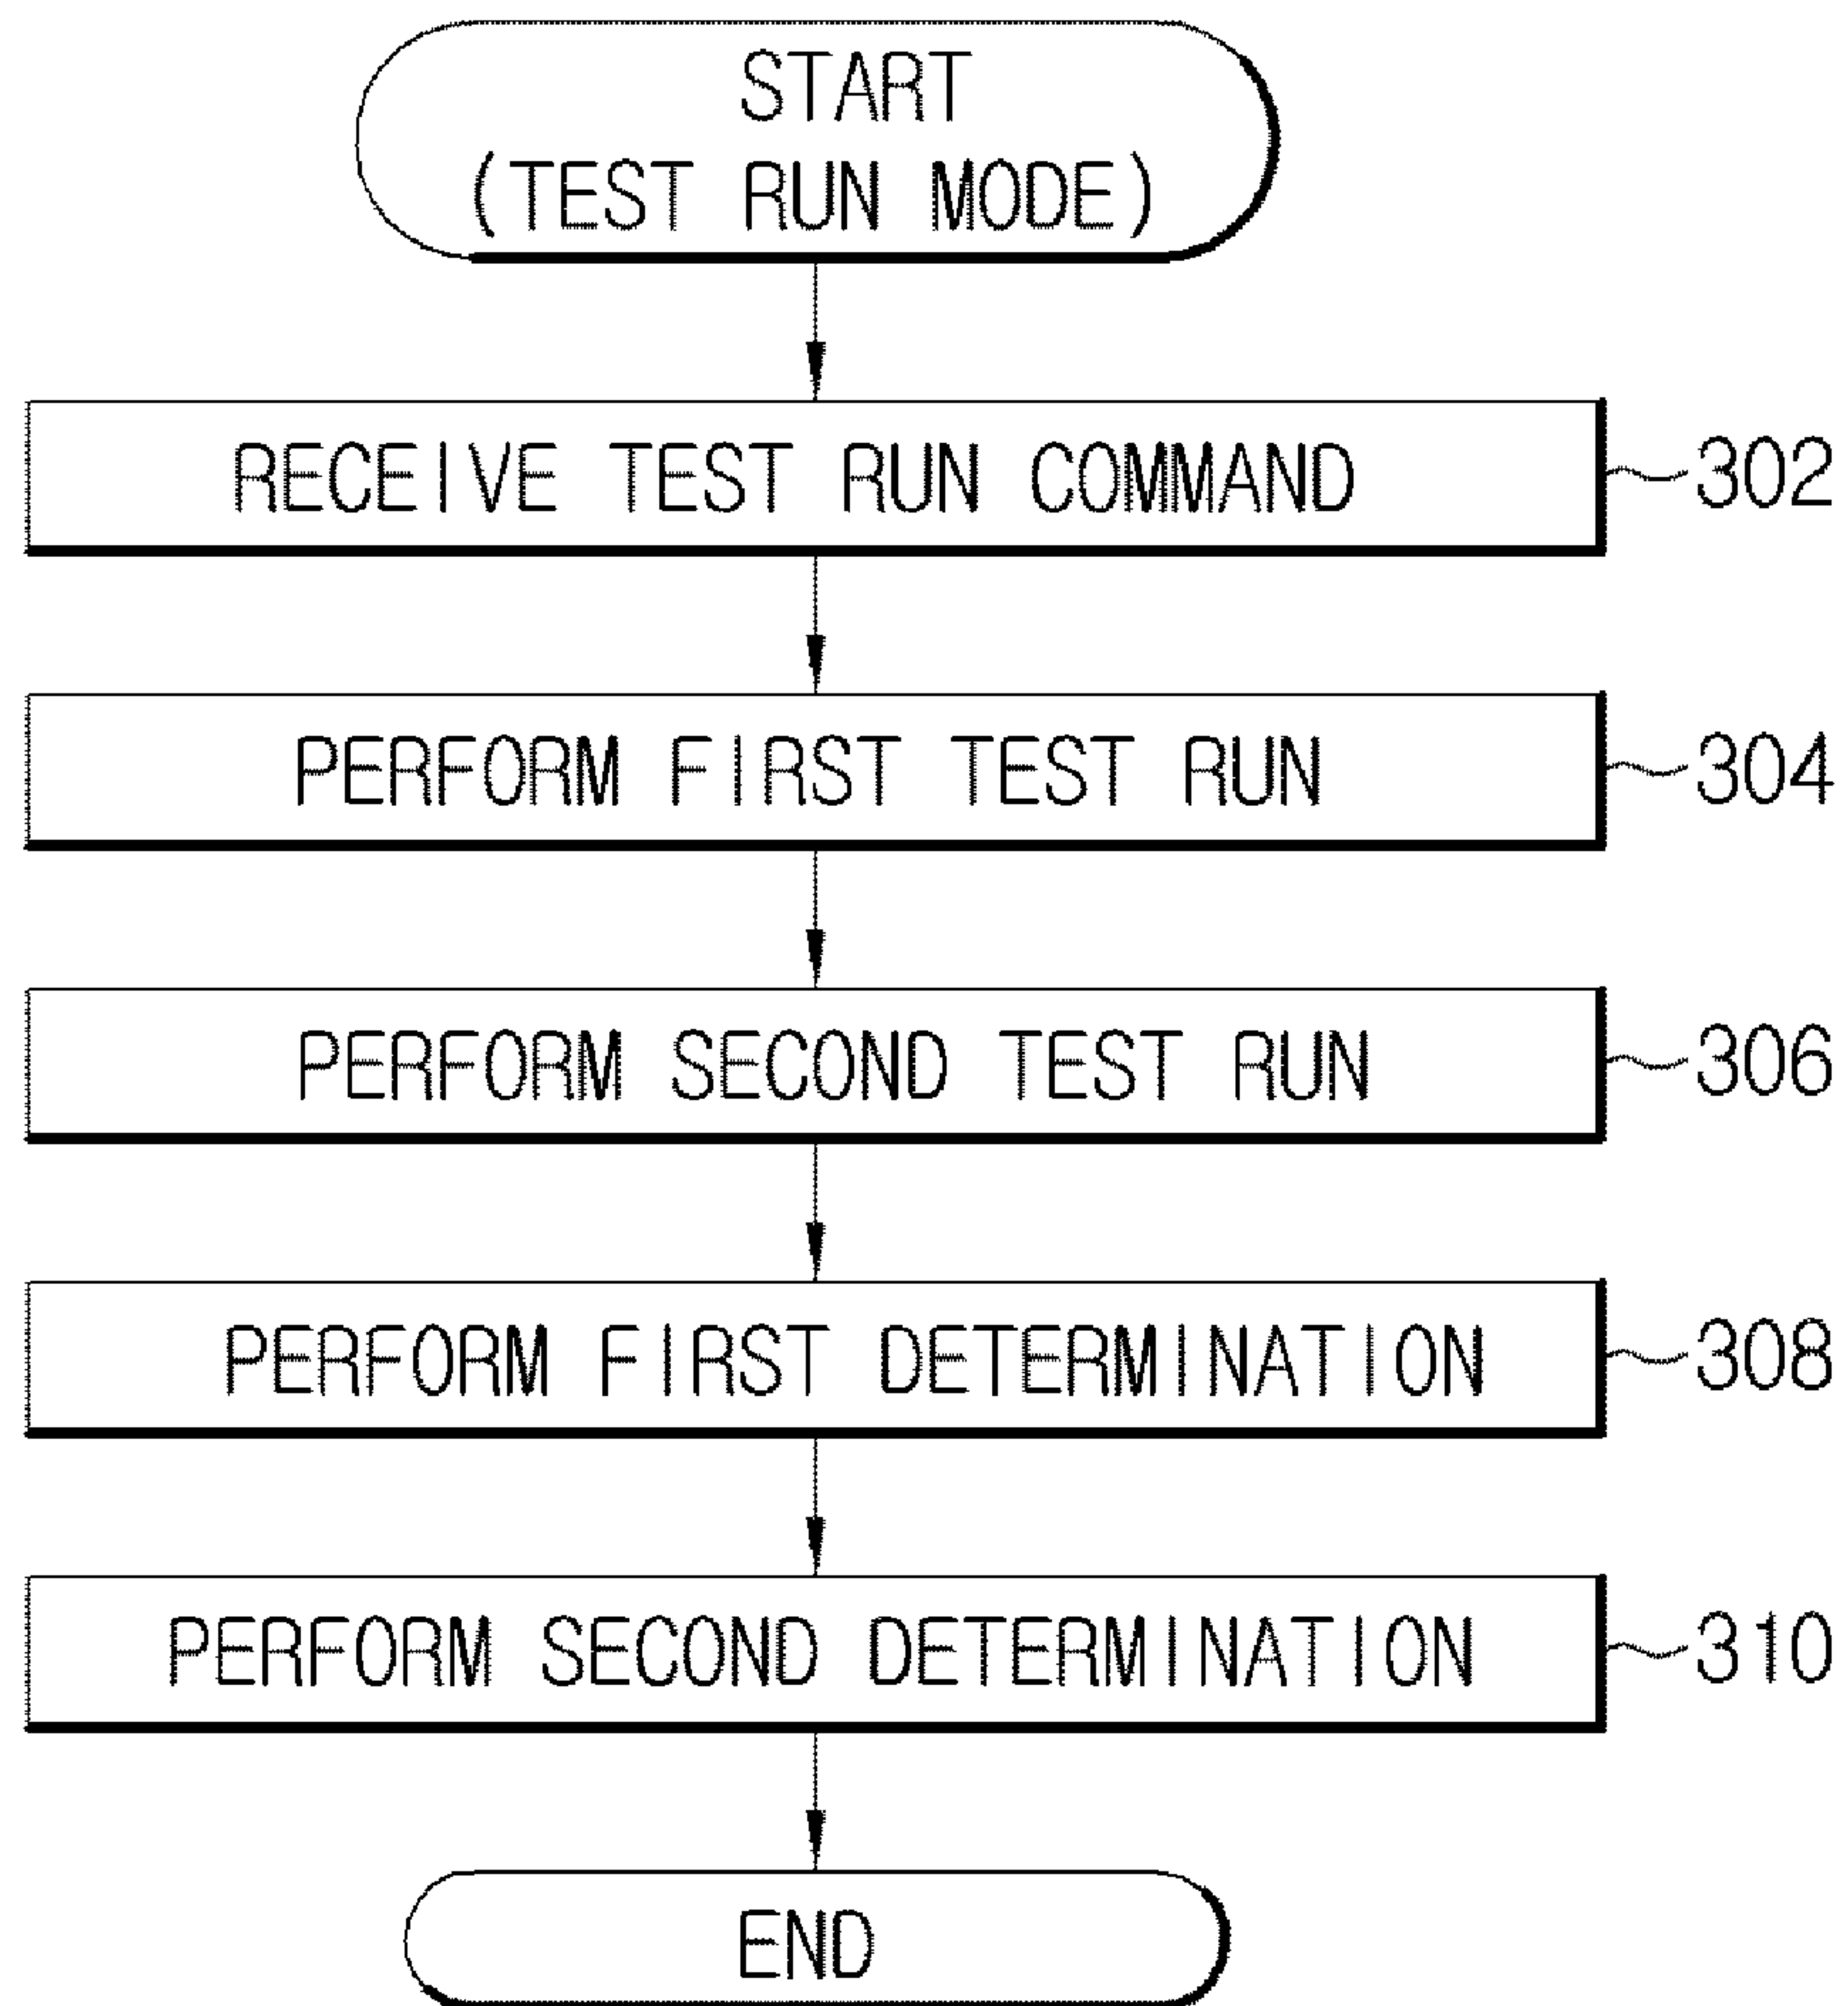 START
(TEST RUN MODE)
RECEIVE TEST RUN COMMAND
302
PERFORM FIRST TEST RUN
304
PERFORM SECOND TEST RUN
306
PERFORM FIRST DETERMINATION
308
PERFORM SECOND DETERMINATION
310
END